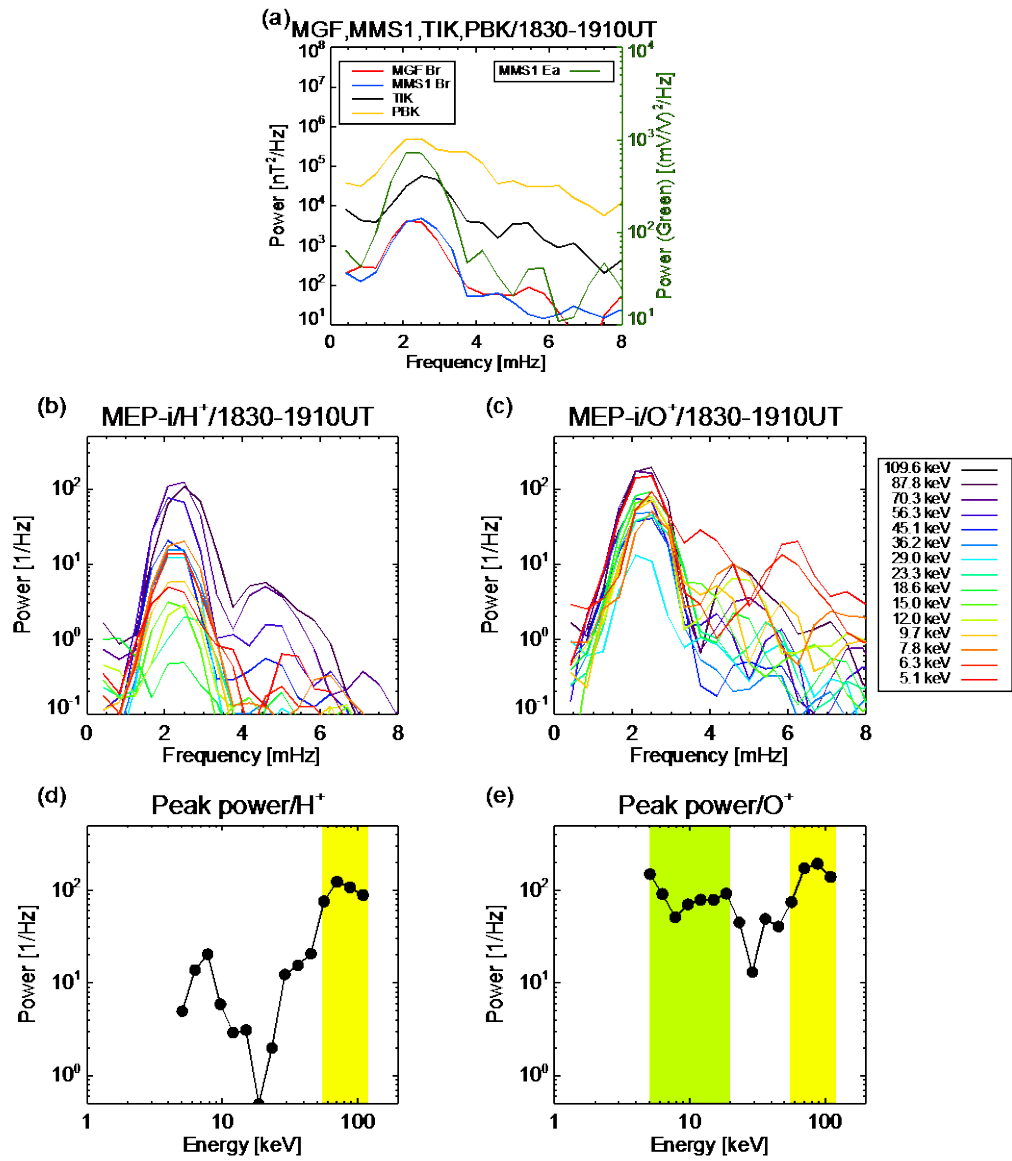 (a) MGF,MMS1,TIK,PBK/1830-1910UT
10⁸
10⁷
10⁶
10⁵
10⁴
10³
10²
10¹
Power [nT²/Hz]
MGF Br
MMS1 Br
TIK
PBK
MMS1 Ea
10⁴
10³
10²
10¹
Power (Green) [(mV/V)²/Hz]
0 2 4 6 8
Frequency [mHz]
(b) MEP-i/H⁺/1830-1910UT
10²
10¹
10⁰
10⁻¹
Power [1/Hz]
0 2 4 6 8
Frequency [mHz]
(c) MEP-i/O⁺/1830-1910UT
10²
10¹
10⁰
10⁻¹
Power [1/Hz]
0 2 4 6 8
Frequency [mHz]
109.6 keV
87.8 keV
70.3 keV
56.3 keV
45.1 keV
36.2 keV
29.0 keV
23.3 keV
18.6 keV
15.0 keV
12.0 keV
9.7 keV
7.8 keV
6.3 keV
5.1 keV
(d) Peak power/H⁺
10²
10¹
10⁰
Power [1/Hz]
1 10 100
Energy [keV]
(e) Peak power/O⁺
10²
10¹
10⁰
Power [1/Hz]
1 10 100
Energy [keV]